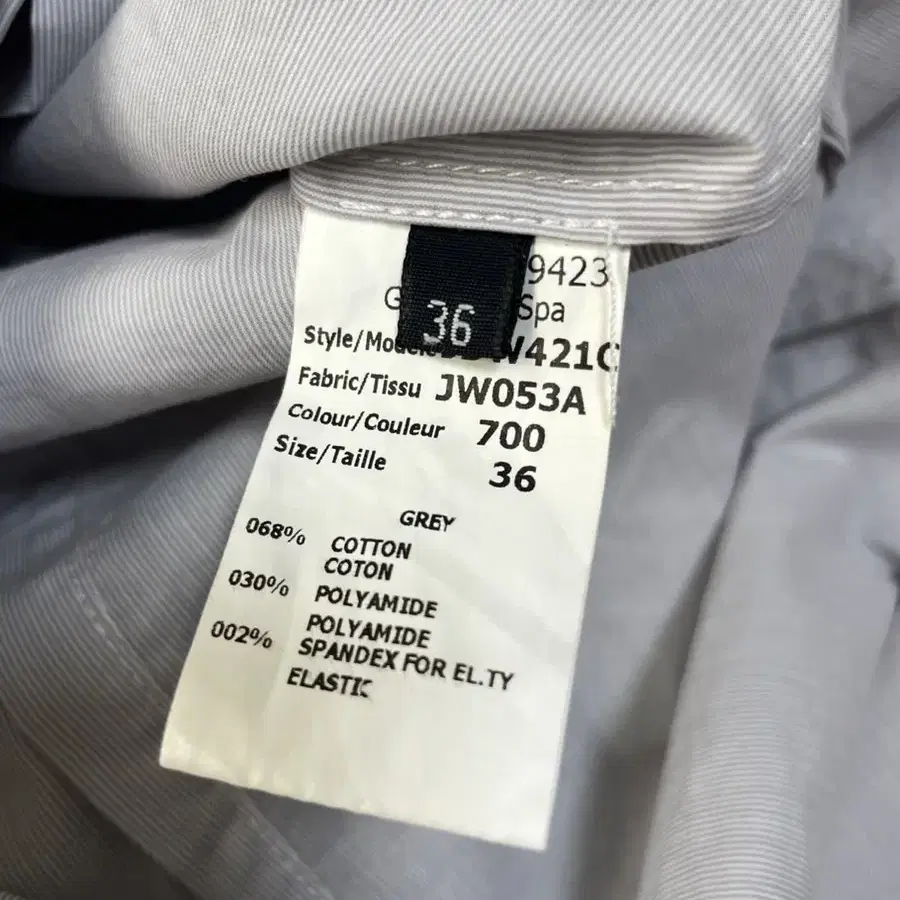 9423
36
Spa
Style/Modele
Fabric/Tissu JW053A
Colour/Couleur 700
Size/Taille 36
GREY
068% COTTON
COTON
030% POLYAMIDE
POLYAMIDE
002% SPANDEX FOR EL.TY
ELASTIC